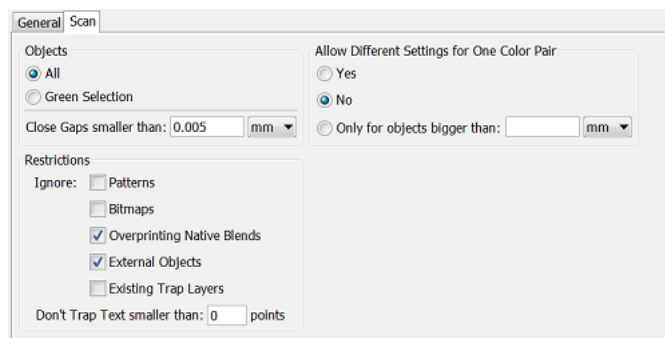 General Scan
Objects
All
Green Selection
Close Gaps smaller than: 0.005 mm
Allow Different Settings for One Color Pair
Yes
No
Only for objects bigger than: mm
Restrictions
Ignore: Patterns
Bitmaps
Overprinting Native Blends
External Objects
Existing Trap Layers
Don't Trap Text smaller than: 0 points